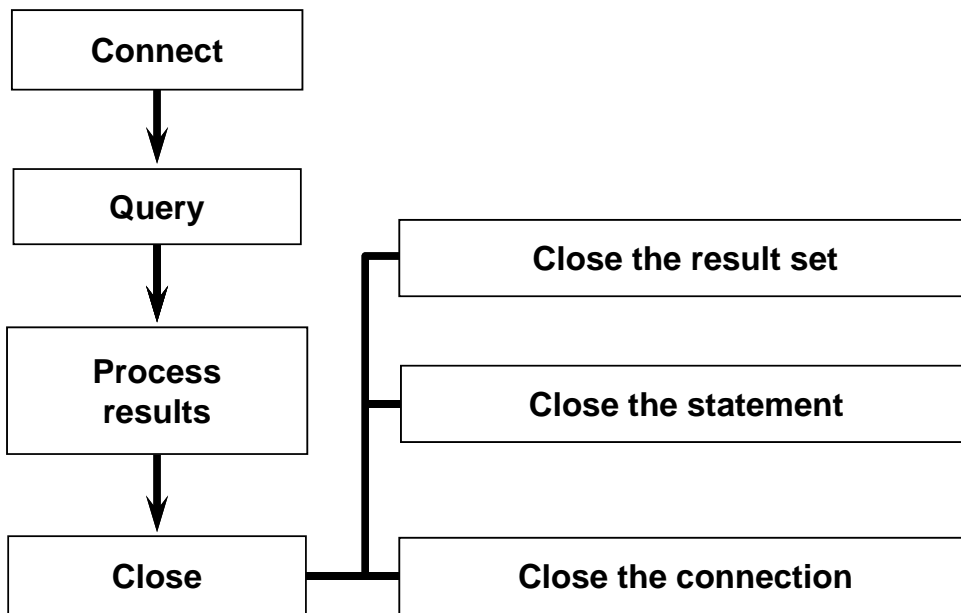 Connect
Query
Process
results
Close
Close the result set
Close the statement
Close the connection